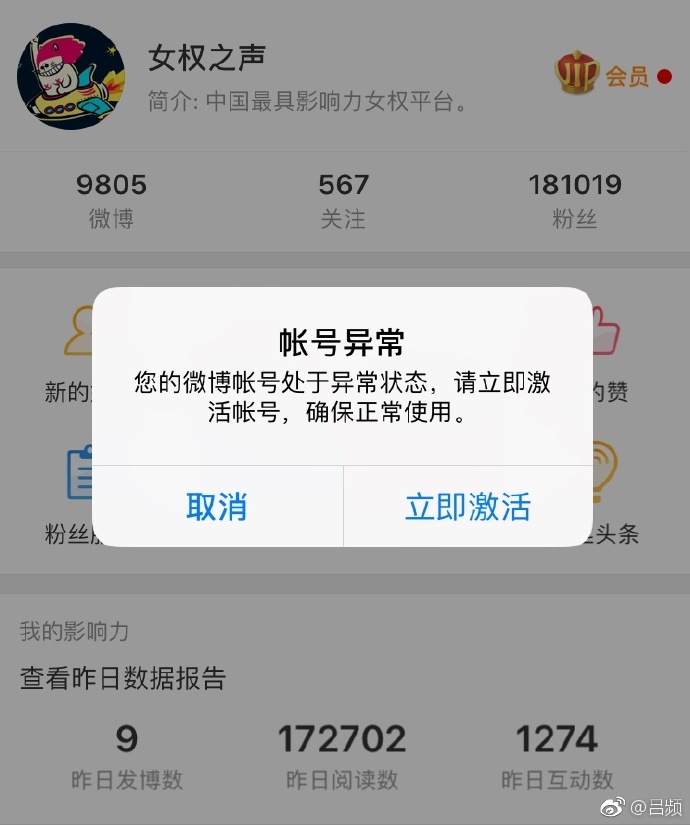 女权之声
VIP 会员
简介: 中国最具影响力女权平台。
9805 567 181019
微博 关注 粉丝
帐号异常
您的微博帐号处于异常状态，请立即激
活帐号，确保正常使用。
新的 的赞
取消 立即激活
粉丝 头条
我的影响力
查看昨日数据报告
9 172702 1274
昨日发博数 昨日阅读数 昨日互动数
@吕频